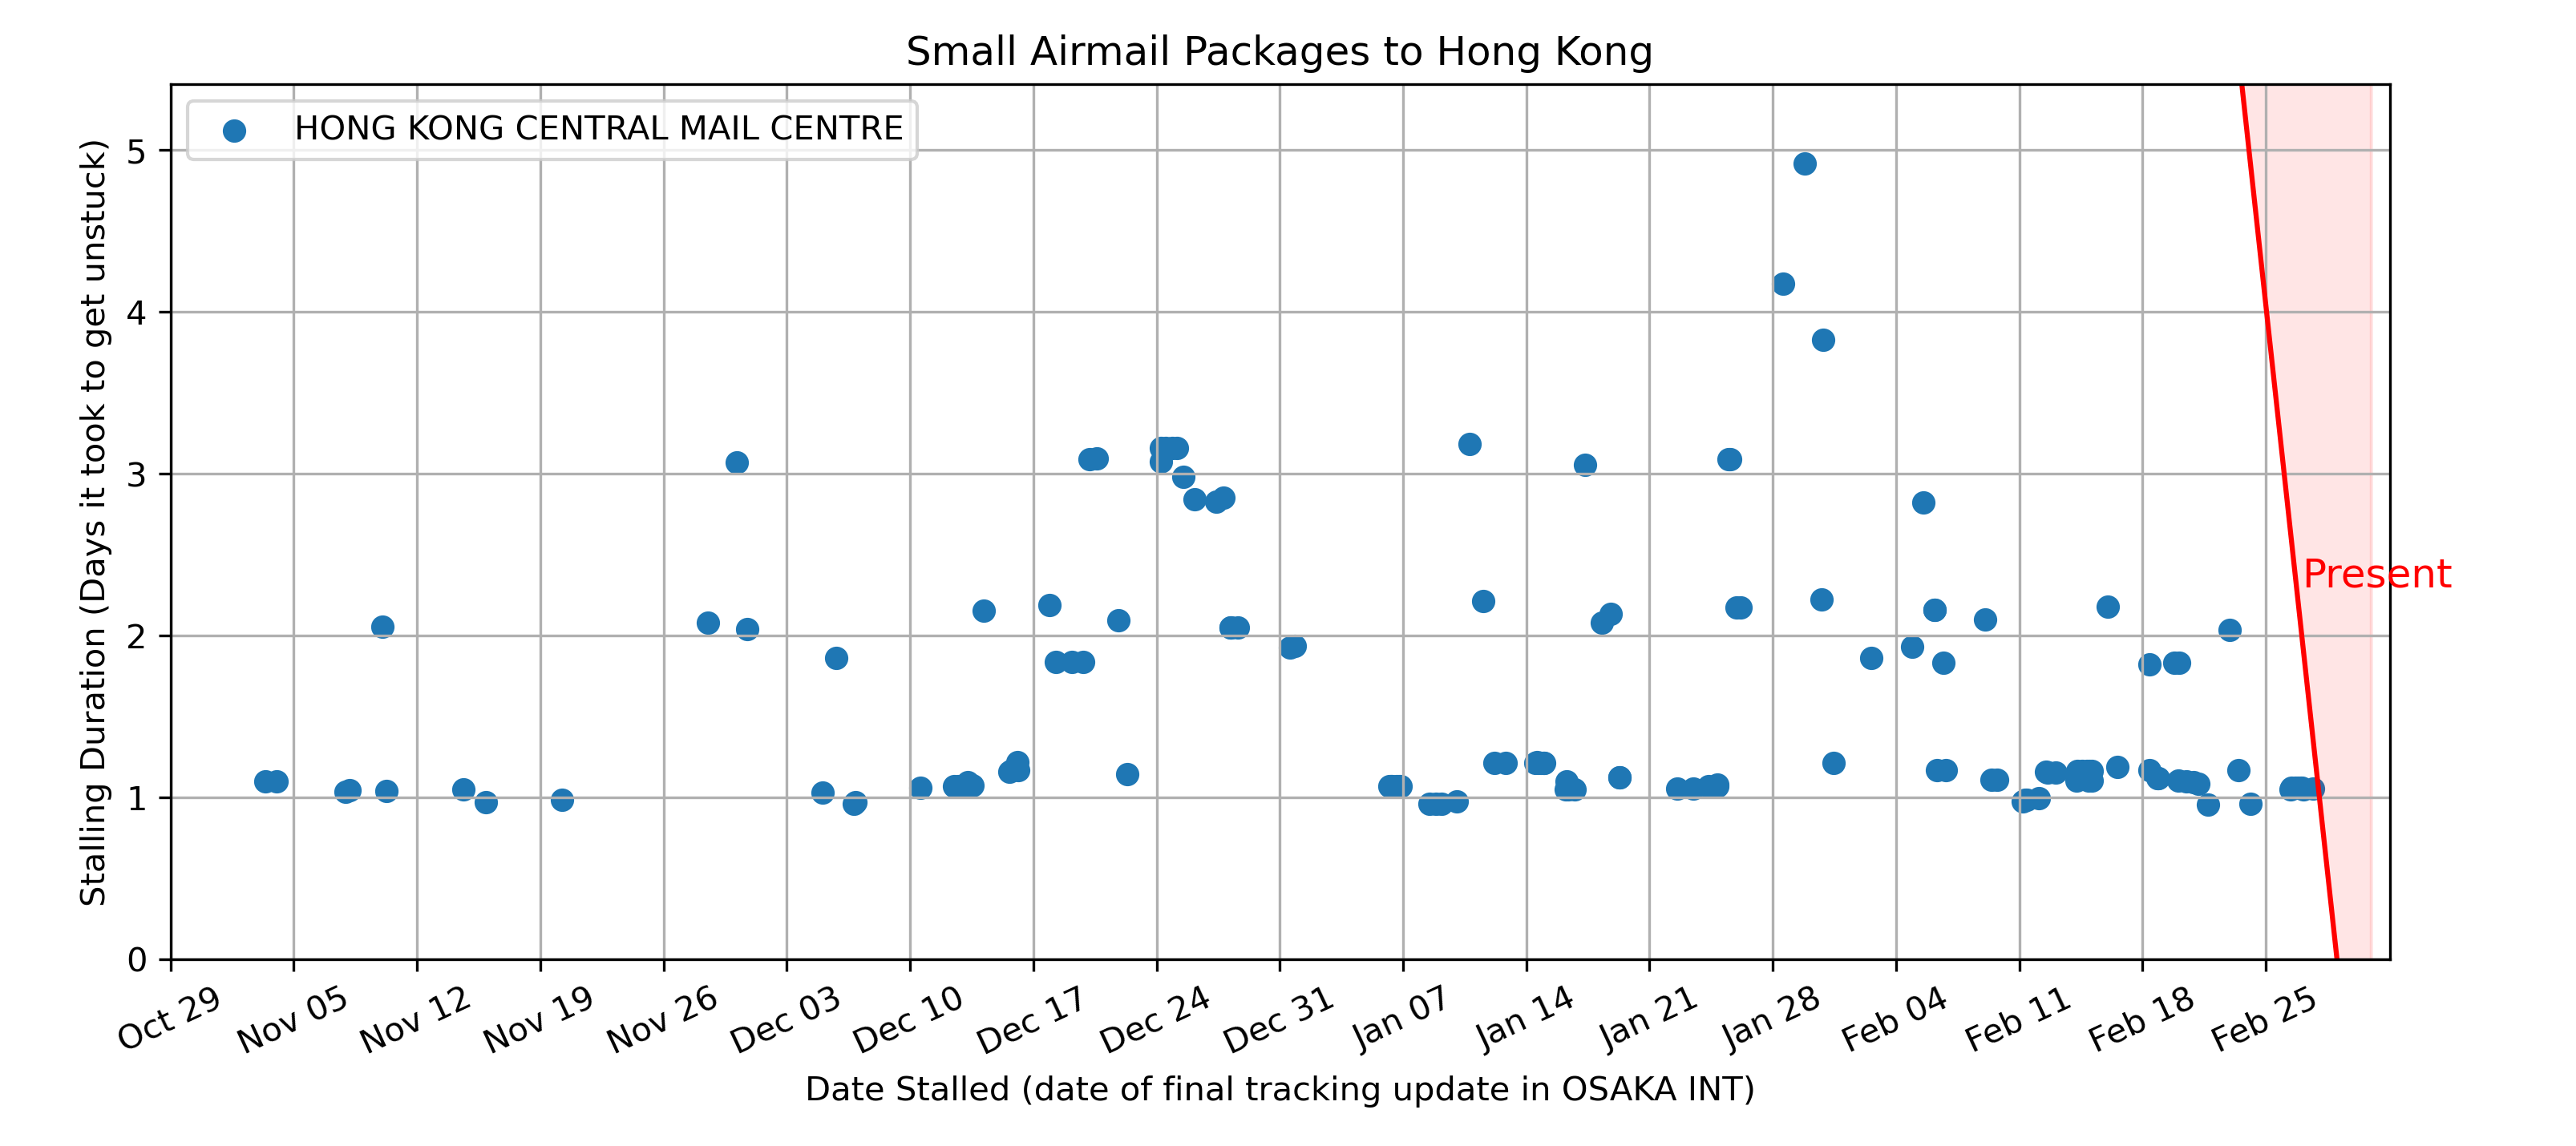 Small Airmail Packages to Hong Kong
HONG KONG CENTRAL MAIL CENTRE
Stalling Duration (Days it took to get unstuck)
5
4
3
2
1
0
Present
Oct 29
Nov 05
Nov 12
Nov 19
Nov 26
Dec 03
Dec 10
Dec 17
Dec 24
Dec 31
Jan 07
Jan 14
Jan 21
Jan 28
Feb 04
Feb 11
Feb 18
Feb 25
Date Stalled (date of final tracking update in OSAKA INT)